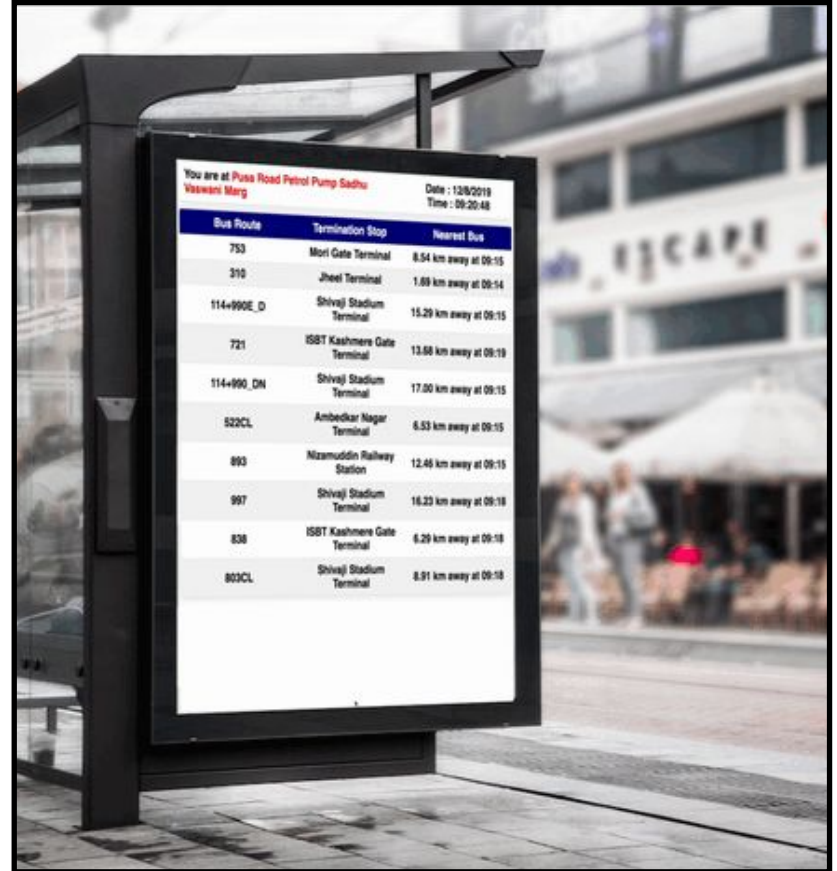 You are at Pusa Road Petrol Pump Sadhu
Vaswani Marg
Date : 12/8/2019
Time : 09:20:48
Bus Route Termination Stop Nearest Bus
753 Mori Gate Terminal 8.54 km away at 09:15
310 Jheel Terminal 1.69 km away at 09:14
114+990E_D Shivaji Stadium
Terminal 15.29 km away at 09:15
721 ISBT Kashmere Gate
Terminal 13.68 km away at 09:19
114+990_DN Shivaji Stadium
Terminal 17.00 km away at 09:15
522CL Ambedkar Nagar
Terminal 6.53 km away at 09:15
893 Nizamuddin Railway
Station 12.46 km away at 09:15
997 Shivaji Stadium
Terminal 16.23 km away at 09:18
838 ISBT Kashmere Gate
Terminal 6.29 km away at 09:18
803CL Shivaji Stadium
Terminal 8.91 km away at 09:18
ESCAPE